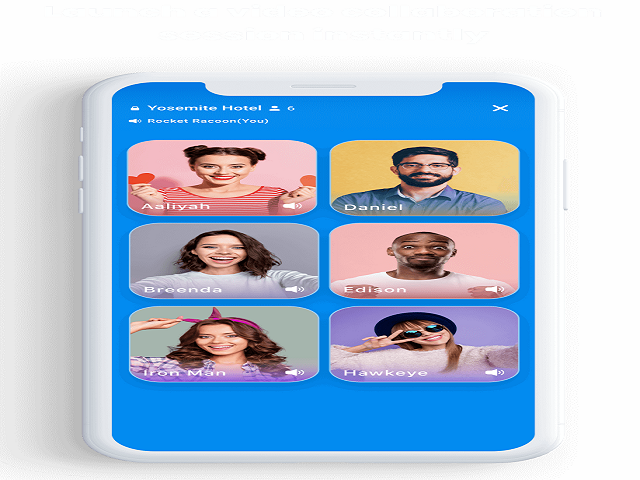 Yosemite Hotel 6
Rocket Racoon(You)
Aaliyah
Daniel
Breenda
Edison
Iron Man
Hawkeye